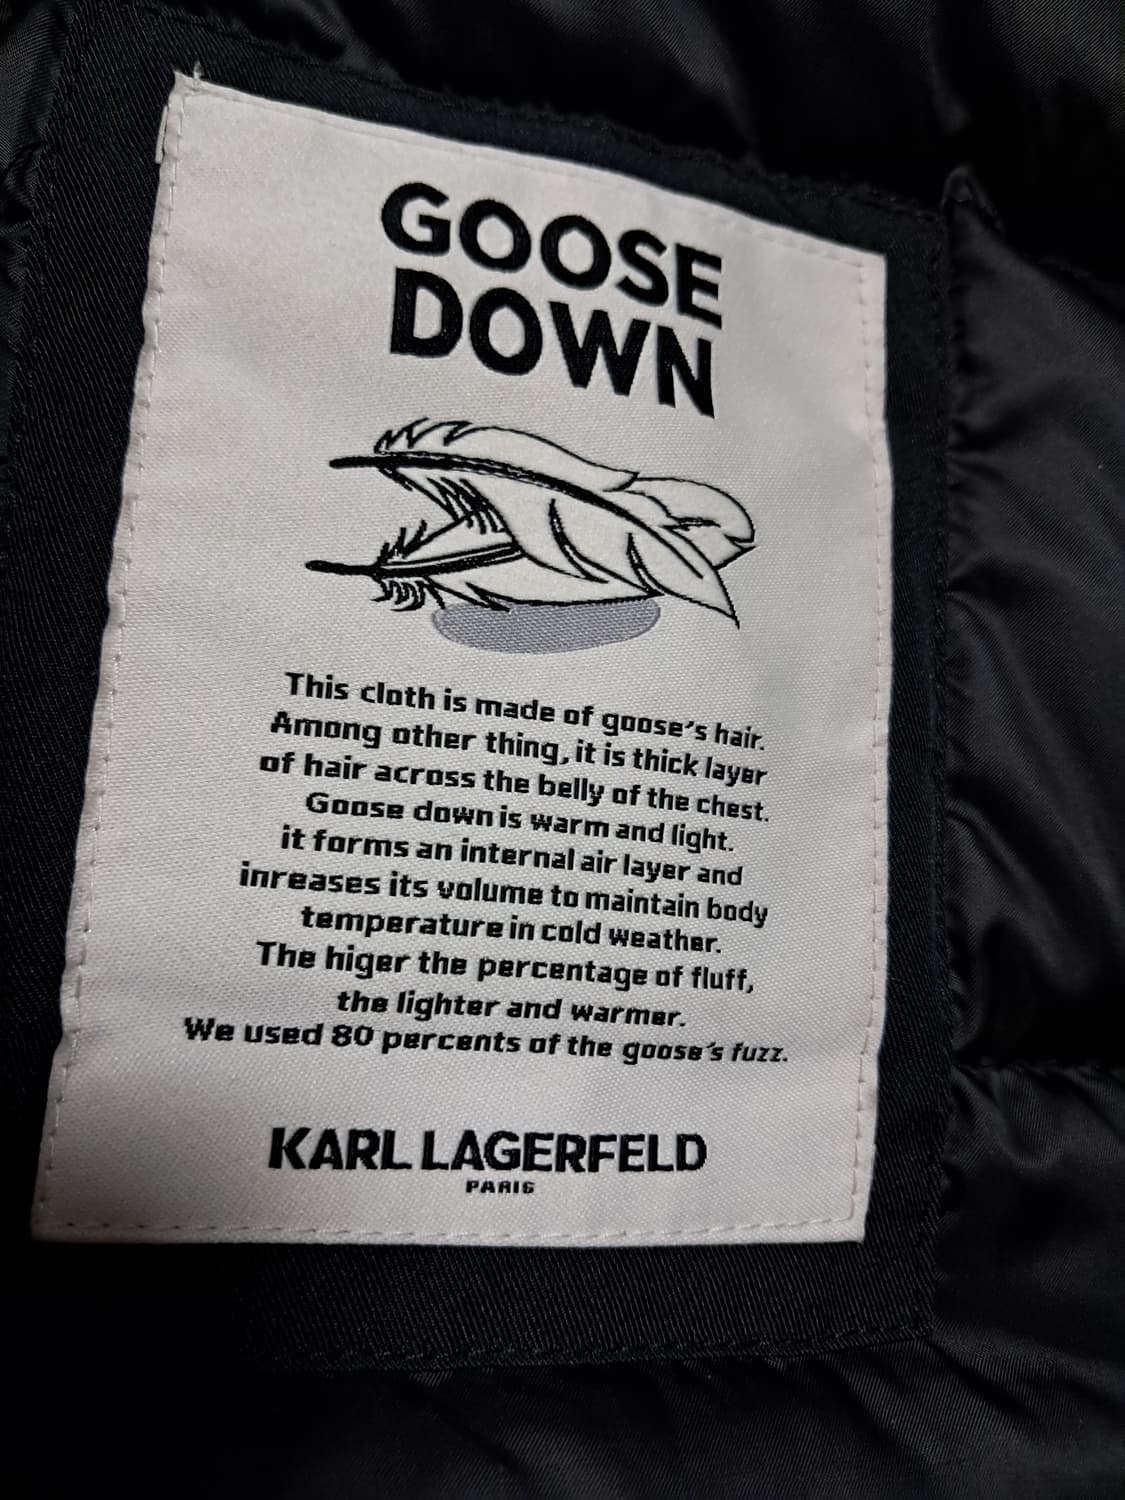 GOOSE
DOWN
This cloth is made of goose's hair.
Among other thing, it is thick layer
of hair across the belly of the chest.
Goose down is warm and light.
it forms an internal air layer and
inreases its volume to maintain body
temperature in cold weather.
The higer the percentage of fluff,
the lighter and warmer.
We used 80 percents of the goose's fuzz.
KARL LAGERFELD
PARIS